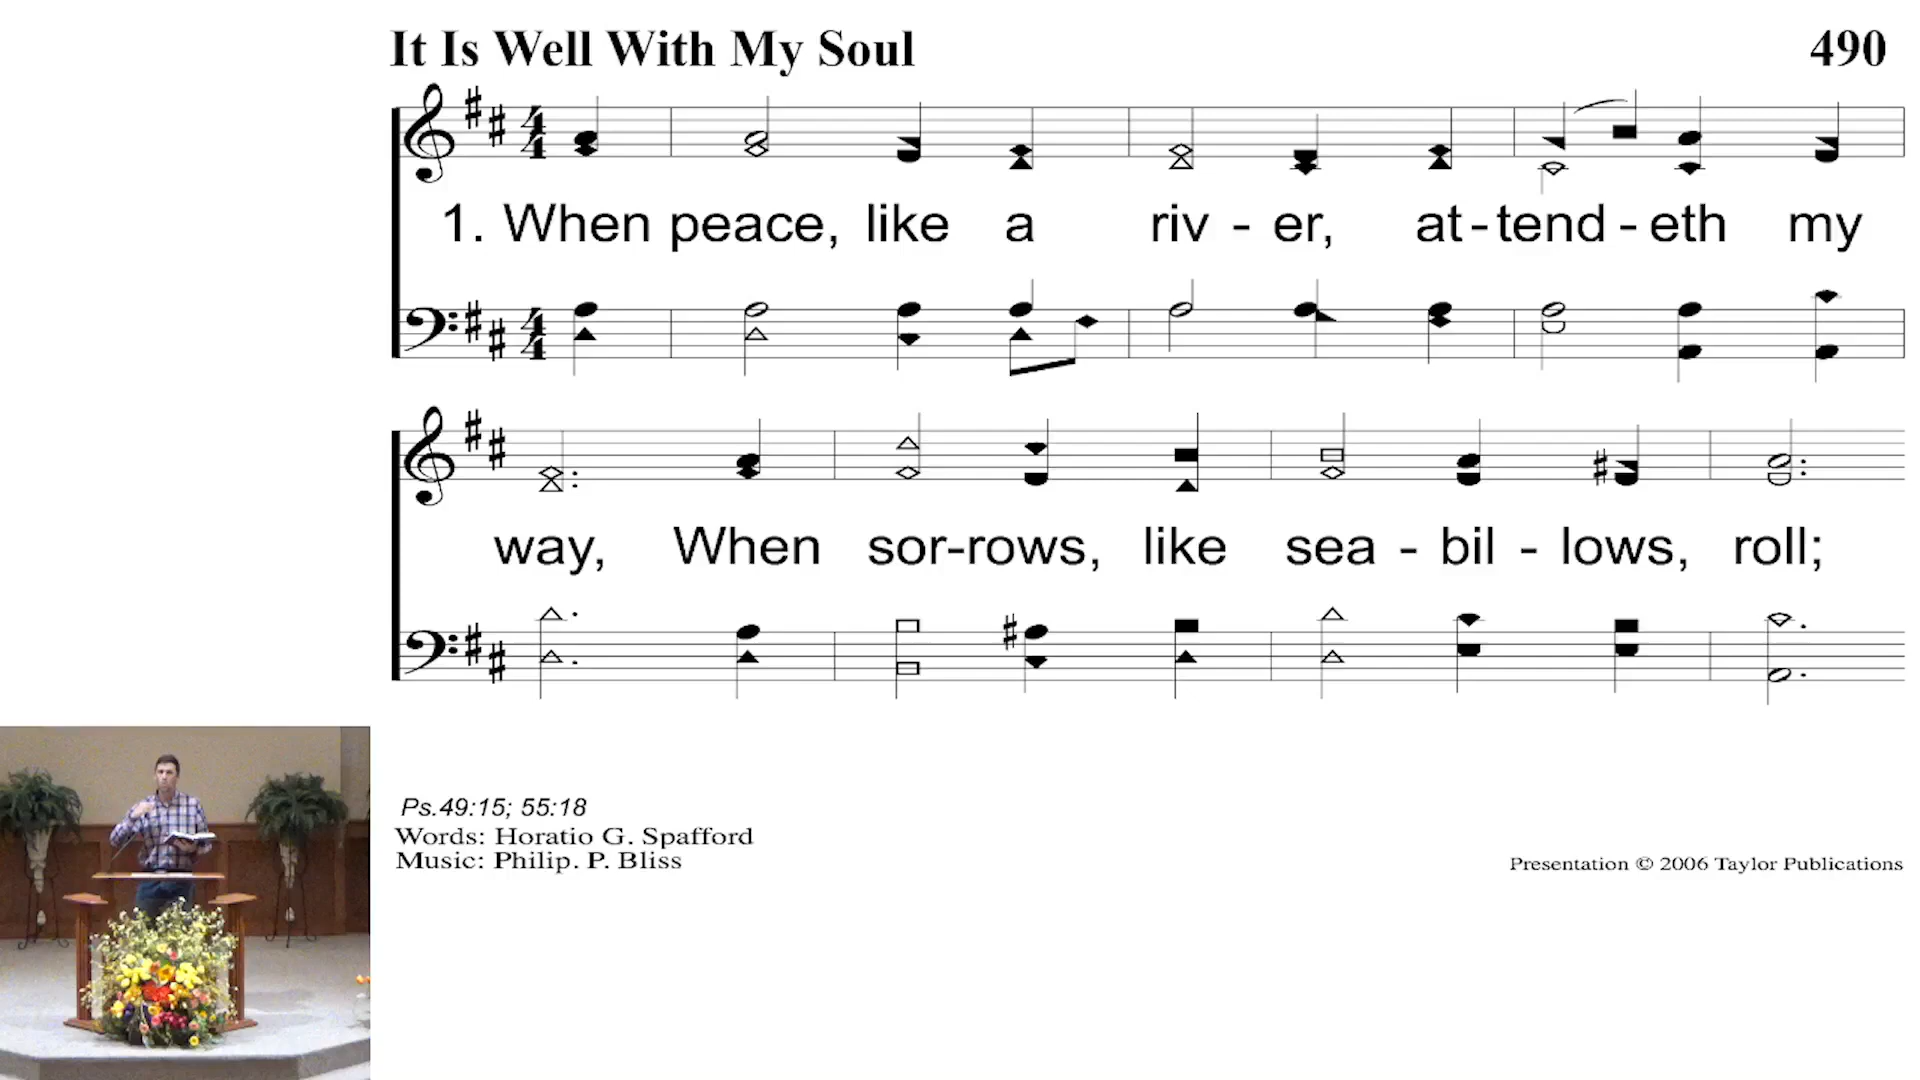 It Is Well With My Soul 490
1. When peace, like a riv - er, at - tend - eth my
way, When sor-rows, like sea - bil - lows, roll;
Ps.49:15; 55:18
Words: Horatio G. Spafford
Music: Philip. P. Bliss
Presentation © 2006 Taylor Publications